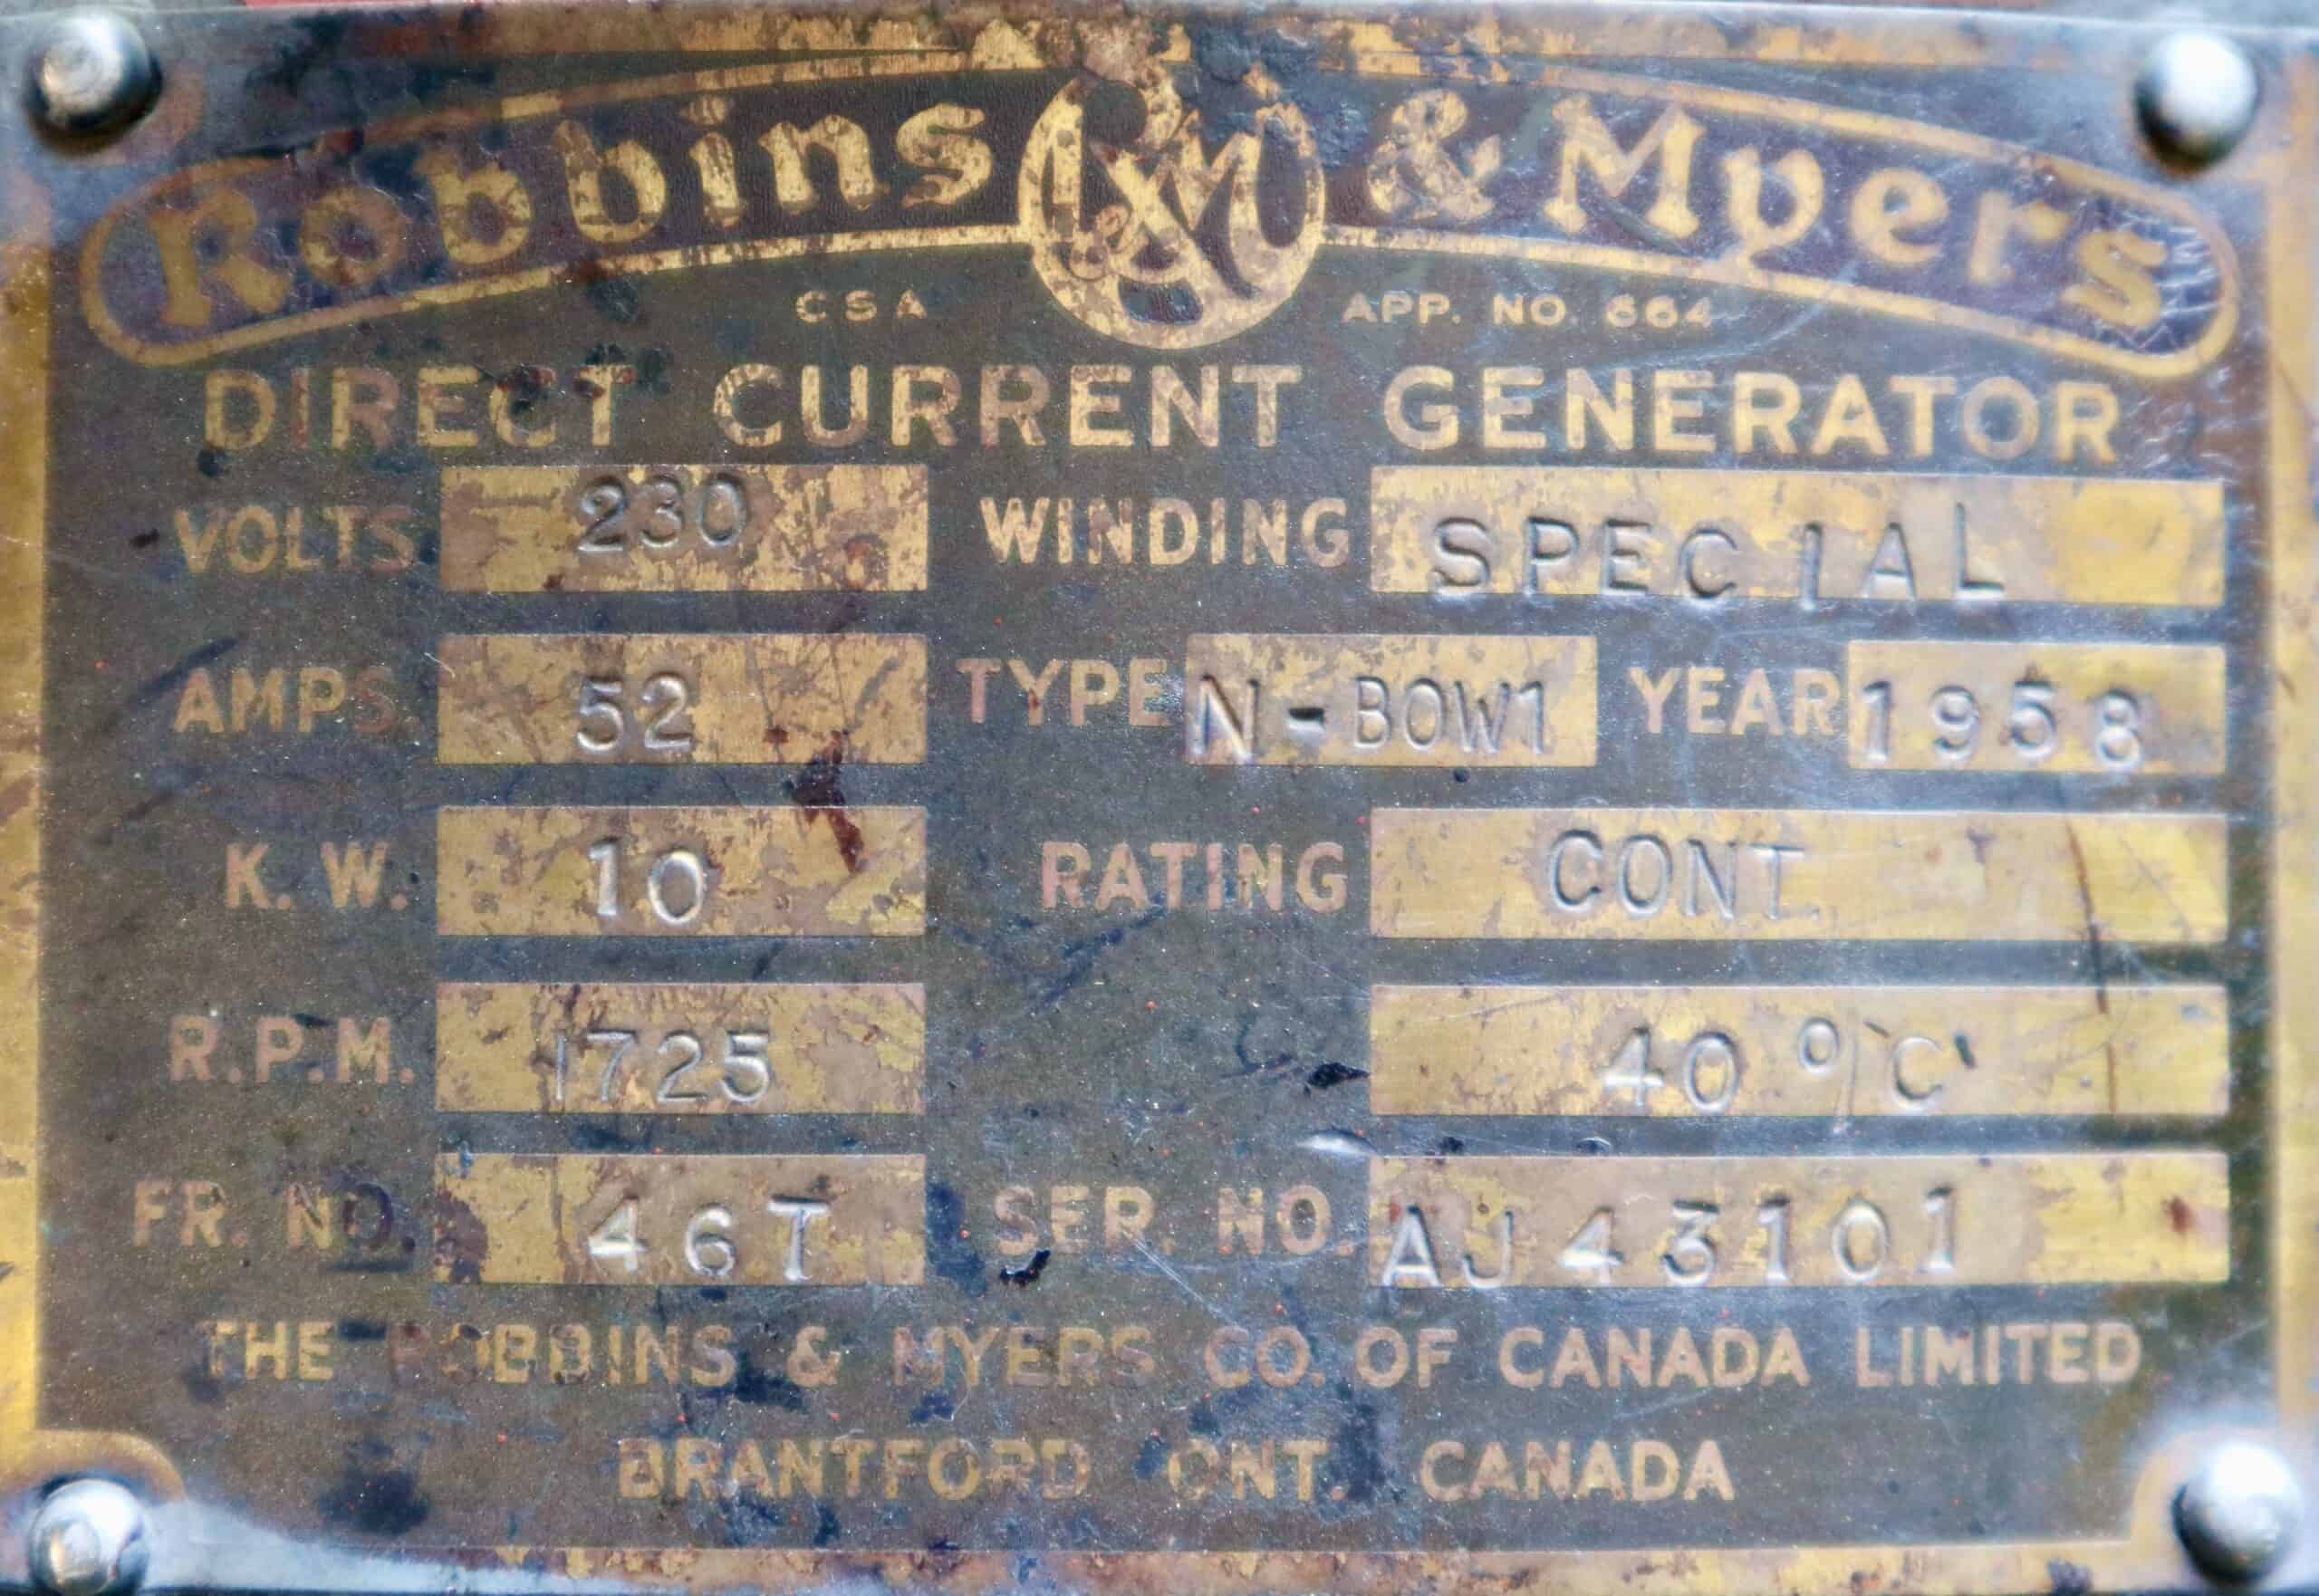 Robbins R&M & Myers
CSA APP. NO. 664
DIRECT CURRENT GENERATOR
VOLTS 230 WINDING SPECIAL
AMPS. 52 TYPE N-BOW1 YEAR 1958
K. W. 10 RATING CONT.
R.P.M. 1725 40°C
FR. NO. 46T SER. NO. AJ43101
THE ROBBINS & MYERS CO. OF CANADA LIMITED
BRANTFORD ONT. CANADA